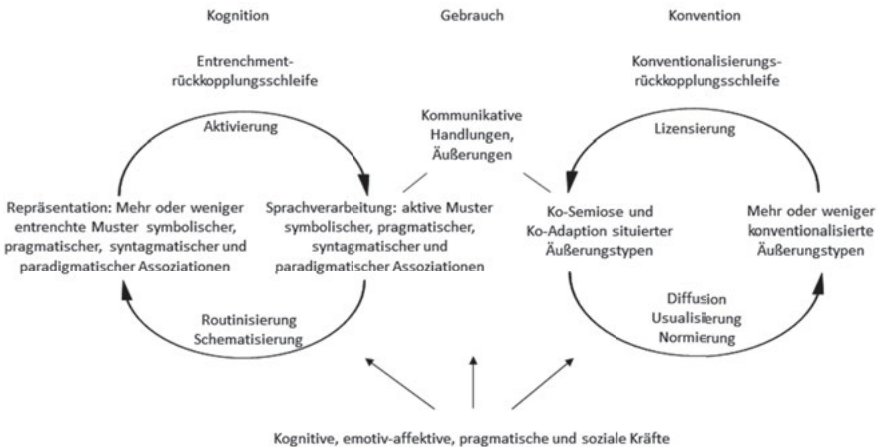 Kognition
Gebrauch
Konvention
Entrenchment-
rückkopplungsschleife
Konventionalisierungs-
rückkopplungsschleife
Aktivierung
Kommunikative
Handlungen,
Äußerungen
Lizensierung
Repräsentation: Mehr oder weniger
entrenchte Muster symbolischer,
pragmatischer, syntagmatischer und
paradigmatischer Assoziationen
Sprachverarbeitung: aktive Muster
symbolischer, pragmatischer,
syntagmatischer und
paradigmatischer Assoziationen
Ko-Semiose und
Ko-Adaption situierter
Äußerungstypen
Mehr oder weniger
konventionalisierte
Äußerungstypen
Routinisierung
Schematisierung
Diffusion
Usualisierung
Normierung
Kognitive, emotiv-affektive, pragmatische und soziale Kräfte